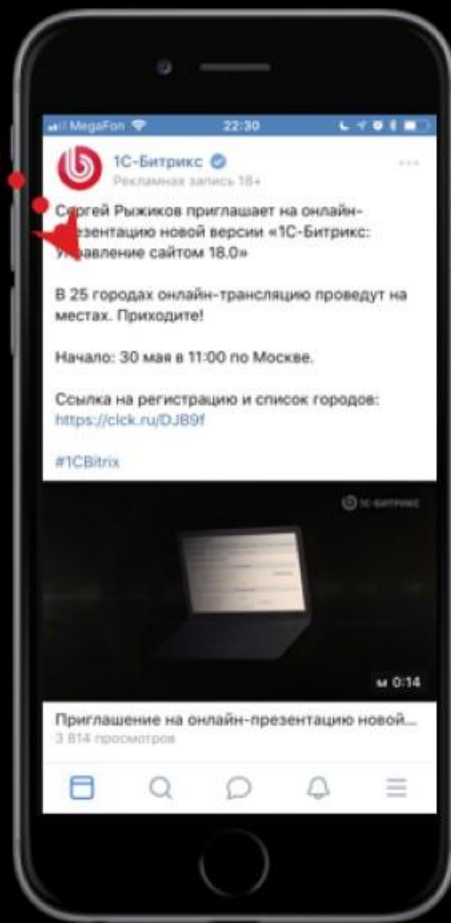 MegaFon 22:30
1С-Битрикс
Рекламная запись 18+
Сергей Рыжиков приглашает на онлайн-
презентацию новой версии «1С-Битрикс:
Управление сайтом 18.0»
В 25 городах онлайн-трансляцию проведут на
местах. Приходите!
Начало: 30 мая в 11:00 по Москве.
Ссылка на регистрацию и список городов:
https://clck.ru/DJB9f
#1CBitrix
1С-БИТРИКС
м 0:14
Приглашение на онлайн-презентацию новой...
3 814 просмотров